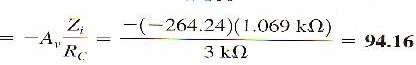 = -A_v Z_i/R_C = -(-264.24)(1.069 kΩ)/3 kΩ = 94.16